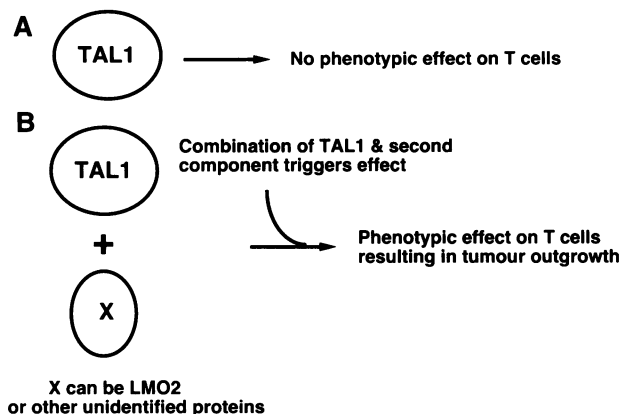 A
TAL1
No phenotypic effect on T cells
B
TAL1
Combination of TAL1 & second
component triggers effect
+
Phenotypic effect on T cells
resulting in tumour outgrowth
X
X can be LMO2
or other unidentified proteins